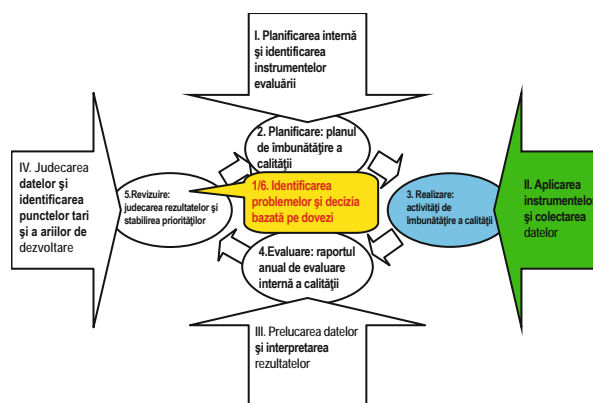 I. Planificarea internă
şi identificarea
instrumentelor
evaluării
2. Planificare: planul
de îmbunătăţire a
calităţii
IV. Judecarea
datelor şi
identificarea
punctelor tari
şi a ariilor de
dezvoltare
5.Revizuire:
judecarea rezultatelor şi
stabilirea priorităţilor
1/6. Identificarea
problemelor şi decizia
bazată pe dovezi
3. Realizare:
activităţi de
îmbunătăţire a calităţii
II. Aplicarea
instrumentelor
şi colectarea
datelor
4.Evaluare: raportul
anual de evaluare
internă a calităţii
III. Prelucarea datelor
şi interpretarea
rezultatelor